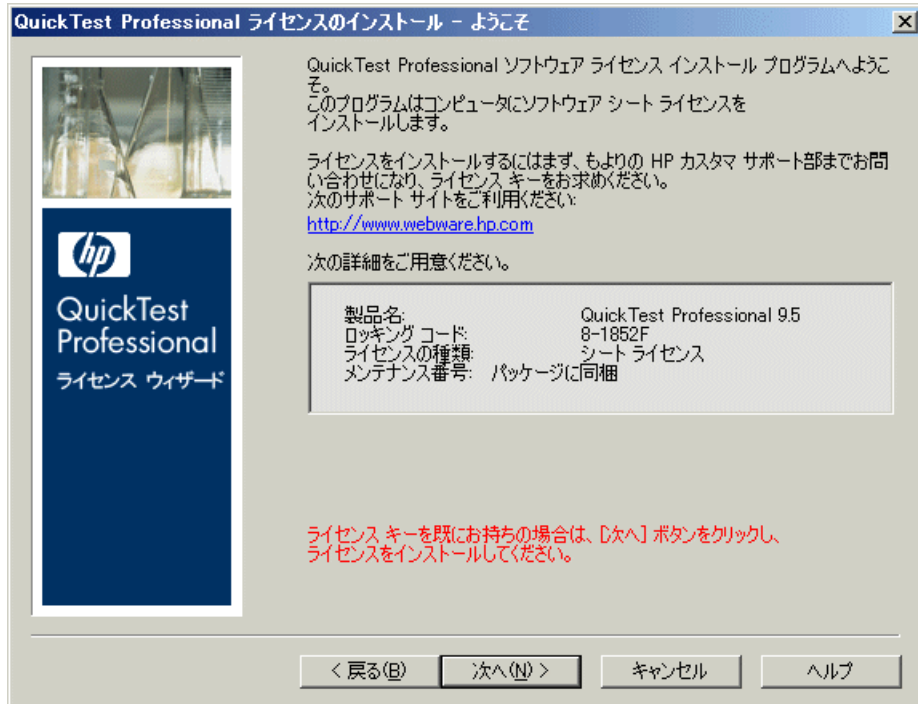 QuickTest Professional ライセンスのインストール - ようこそ
QuickTest Professional ソフトウェア ライセンス インストール プログラムへようこ
そ。
このプログラムはコンピュータにソフトウェア シート ライセンスを
インストールします。
ライセンスをインストールするにはまず、もよりの HP カスタマ サポート部までお問
い合わせになり、ライセンス キーをお求めください。
次のサポート サイトをご利用ください:
http://www.webware.hp.com
次の詳細をご用意ください。
製品名: QuickTest Professional 9.5
ロッキング コード: 8-1852F
ライセンスの種類: シート ライセンス
メンテナンス番号: パッケージに同梱
hp
QuickTest
Professional
ライセンス ウィザード
ライセンス キーを既にお持ちの場合は、[次へ] ボタンをクリックし、
ライセンスをインストールしてください。
< 戻る(B) 次へ(N) > キャンセル ヘルプ